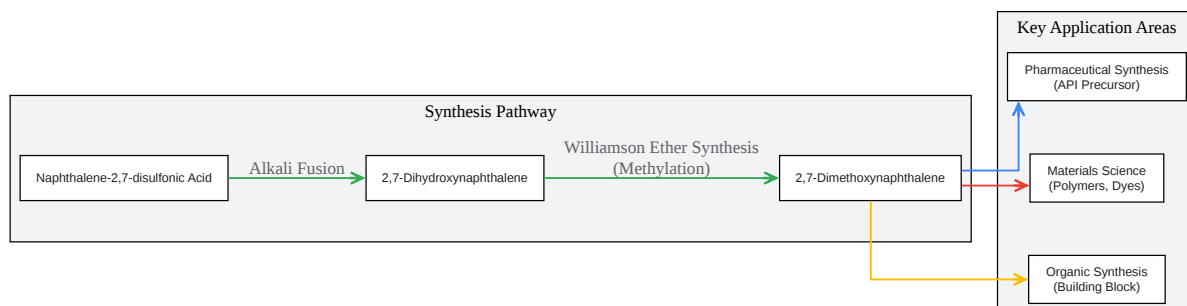 Key Application Areas
Pharmaceutical Synthesis
(API Precursor)
Synthesis Pathway
Naphthalene-2,7-disulfonic Acid
Alkali Fusion
2,7-Dihydroxynaphthalene
Williamson Ether Synthesis
(Methylation)
2,7-Dimethoxynaphthalene
Materials Science
(Polymers, Dyes)
Organic Synthesis
(Building Block)